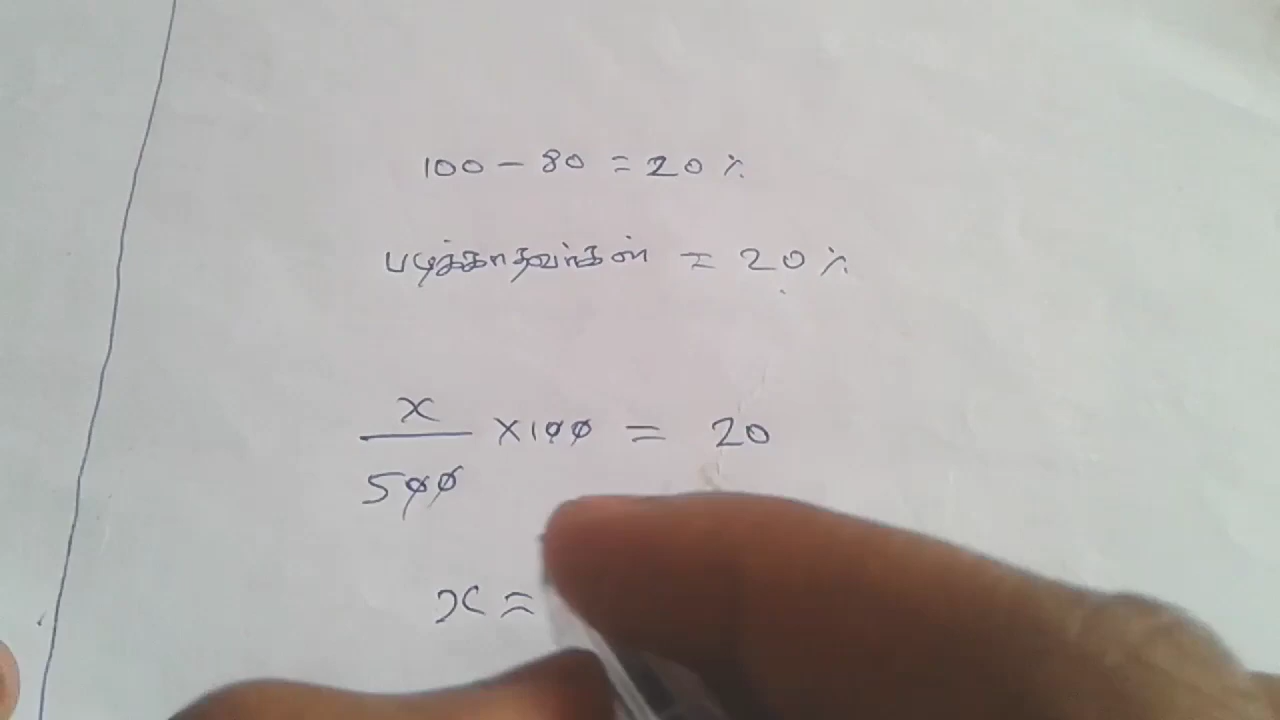 100 - 80 = 20 %
படிக்காதவர்கள் = 20 %
x
500
× 100 = 20
x =